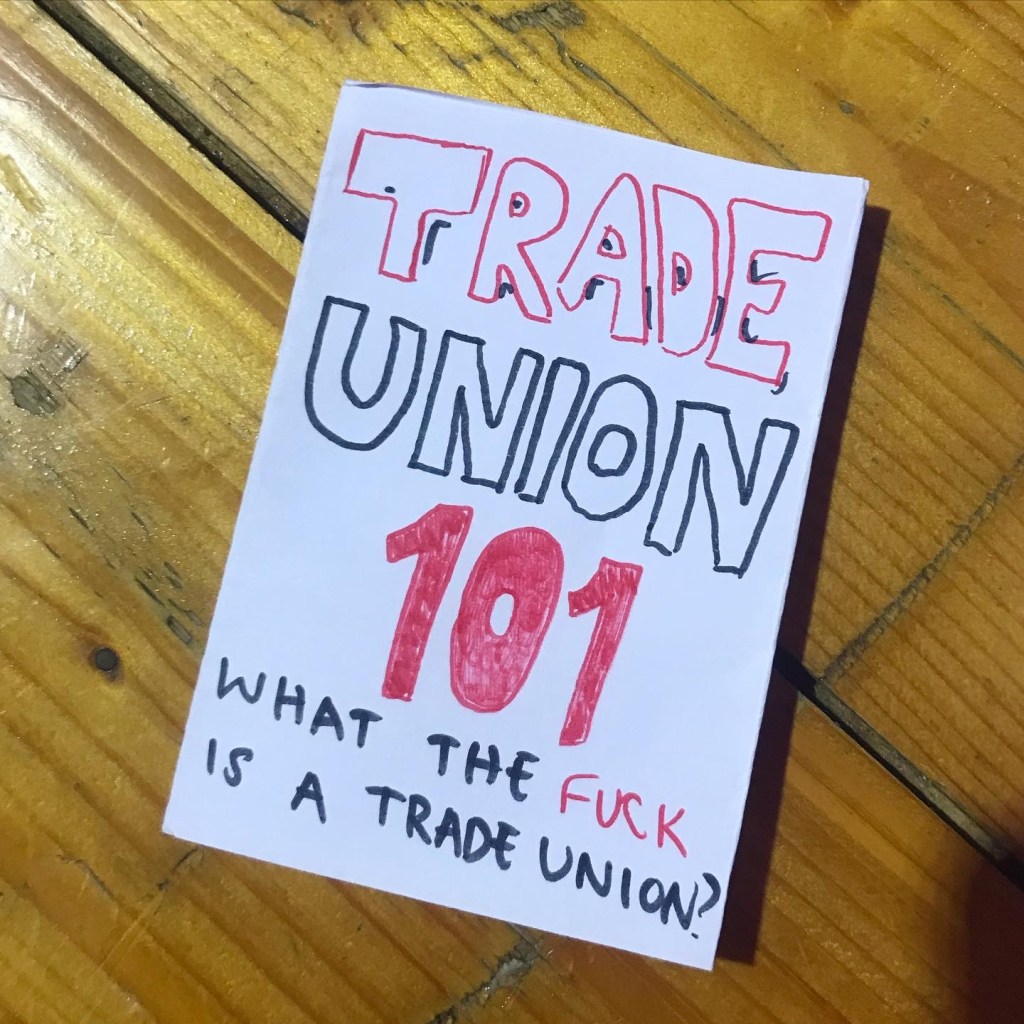 TRADE
UNION
101
WHAT THE FUCK
IS A TRADE UNION?